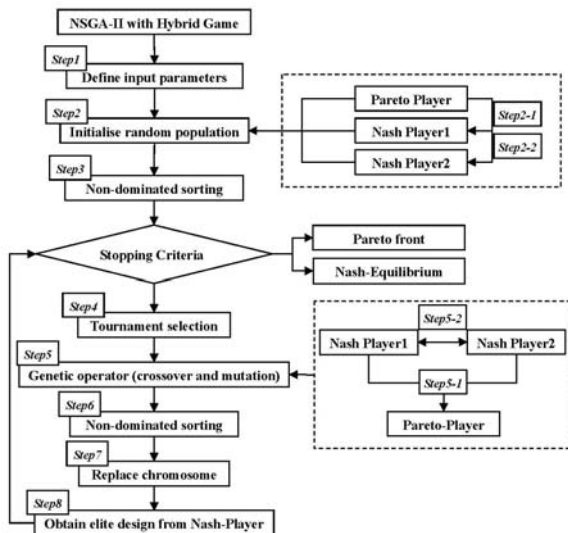 NSGA-II with Hybrid Game
Step1
Define input parameters
Step2
Initialise random population
Pareto Player
Step2-1
Nash Player1
Step2-2
Nash Player2
Step3
Non-dominated sorting
Stopping Criteria
Pareto front
Nash-Equilibrium
Step4
Tournament selection
Step5
Genetic operator (crossover and mutation)
Step5-2
Nash Player1
Nash Player2
Step5-1
Pareto-Player
Step6
Non-dominated sorting
Step7
Replace chromosome
Step8
Obtain elite design from Nash-Player